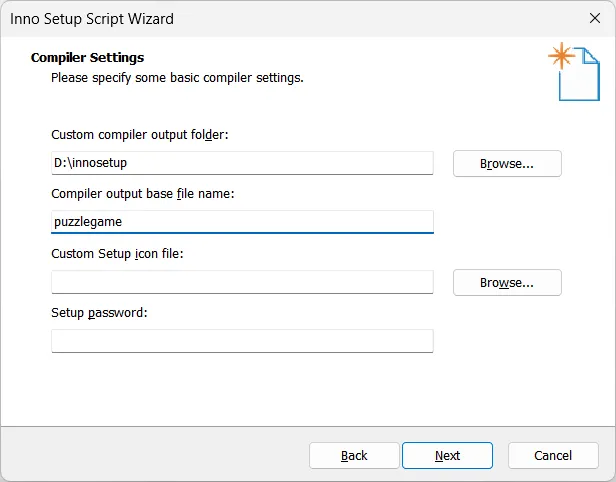 Inno Setup Script Wizard
Compiler Settings
Please specify some basic compiler settings.
Custom compiler output folder:
D:\innosetup
Browse...
Compiler output base file name:
puzzlegame
Custom Setup icon file:
Browse...
Setup password:
Back
Next
Cancel